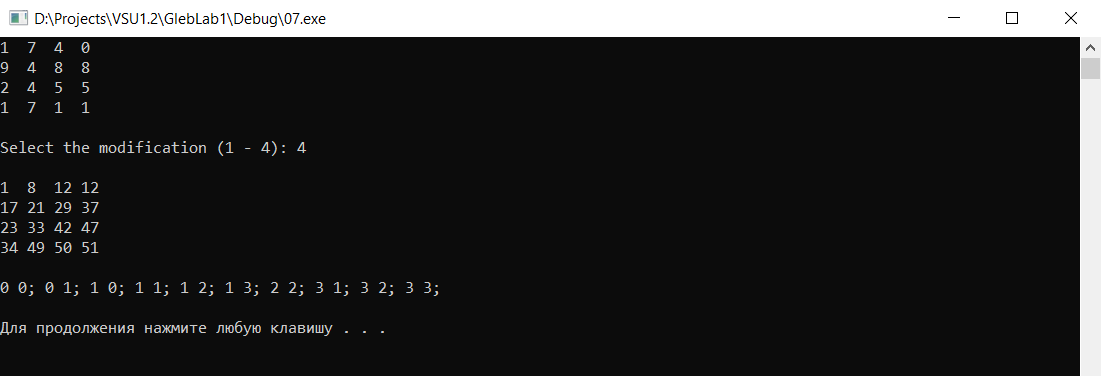 D:\Projects\VSU1.2\GlebLab1\Debug\07.exe
1  7  4  0
9  4  8  8
2  4  5  5
1  7  1  1
Select the modification (1 - 4): 4
1  8  12 12
17 21 29 37
23 33 42 47
34 49 50 51
0 0; 0 1; 1 0; 1 1; 1 2; 1 3; 2 2; 3 1; 3 2; 3 3;
Для продолжения нажмите любую клавишу . . .